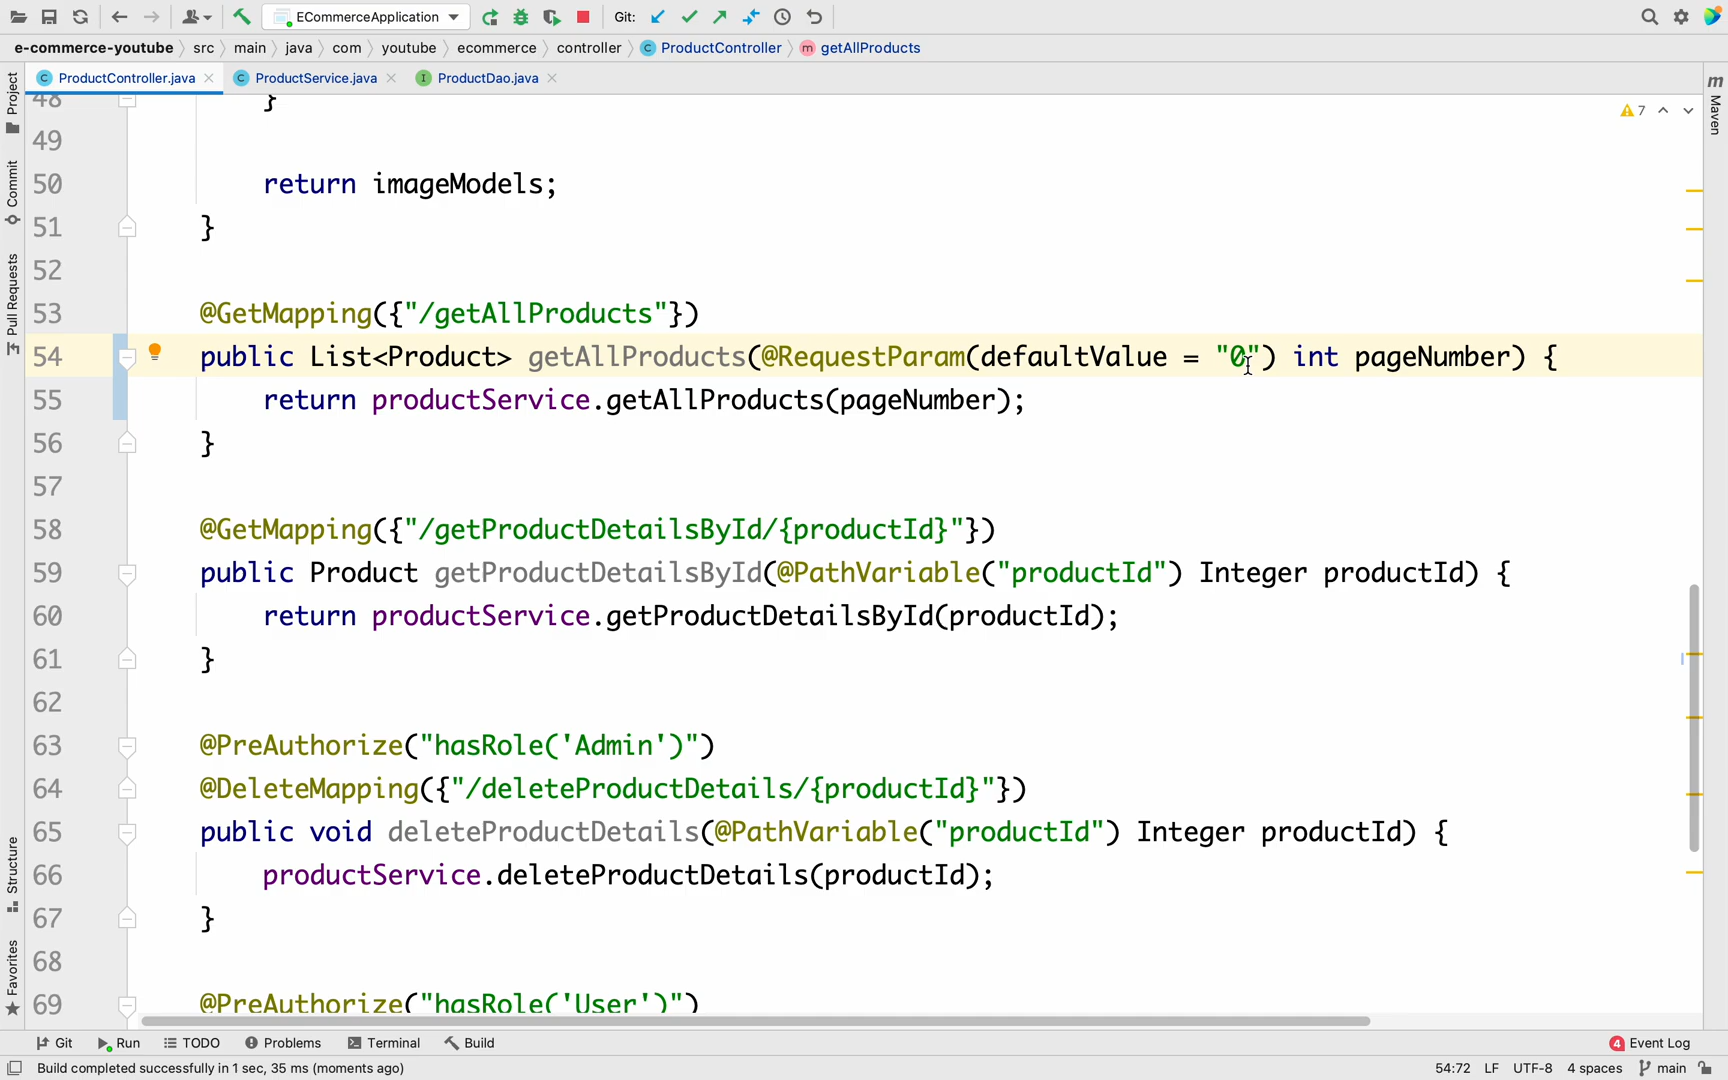 ECommerceApplication Git:
e-commerce-youtube src main java com youtube ecommerce controller ProductController getAllProducts
ProductController.java ProductService.java ProductDao.java
Project
Commit
Pull Requests
Structure
Favorites
Maven
7
48 }
49
50 return imageModels;
51 }
52
53 @GetMapping({"/getAllProducts"})
54 public List<Product> getAllProducts(@RequestParam(defaultValue = "0") int pageNumber) {
55 return productService.getAllProducts(pageNumber);
56 }
57
58 @GetMapping({"/getProductDetailsById/{productId}"})
59 public Product getProductDetailsById(@PathVariable("productId") Integer productId) {
60 return productService.getProductDetailsById(productId);
61 }
62
63 @PreAuthorize("hasRole('Admin')")
64 @DeleteMapping({"/deleteProductDetails/{productId}"})
65 public void deleteProductDetails(@PathVariable("productId") Integer productId) {
66 productService.deleteProductDetails(productId);
67 }
68
69 @PreAuthorize("hasRole('User')")
Git Run TODO Problems Terminal Build 4 Event Log
Build completed successfully in 1 sec, 35 ms (moments ago) 54:72 LF UTF-8 4 spaces main